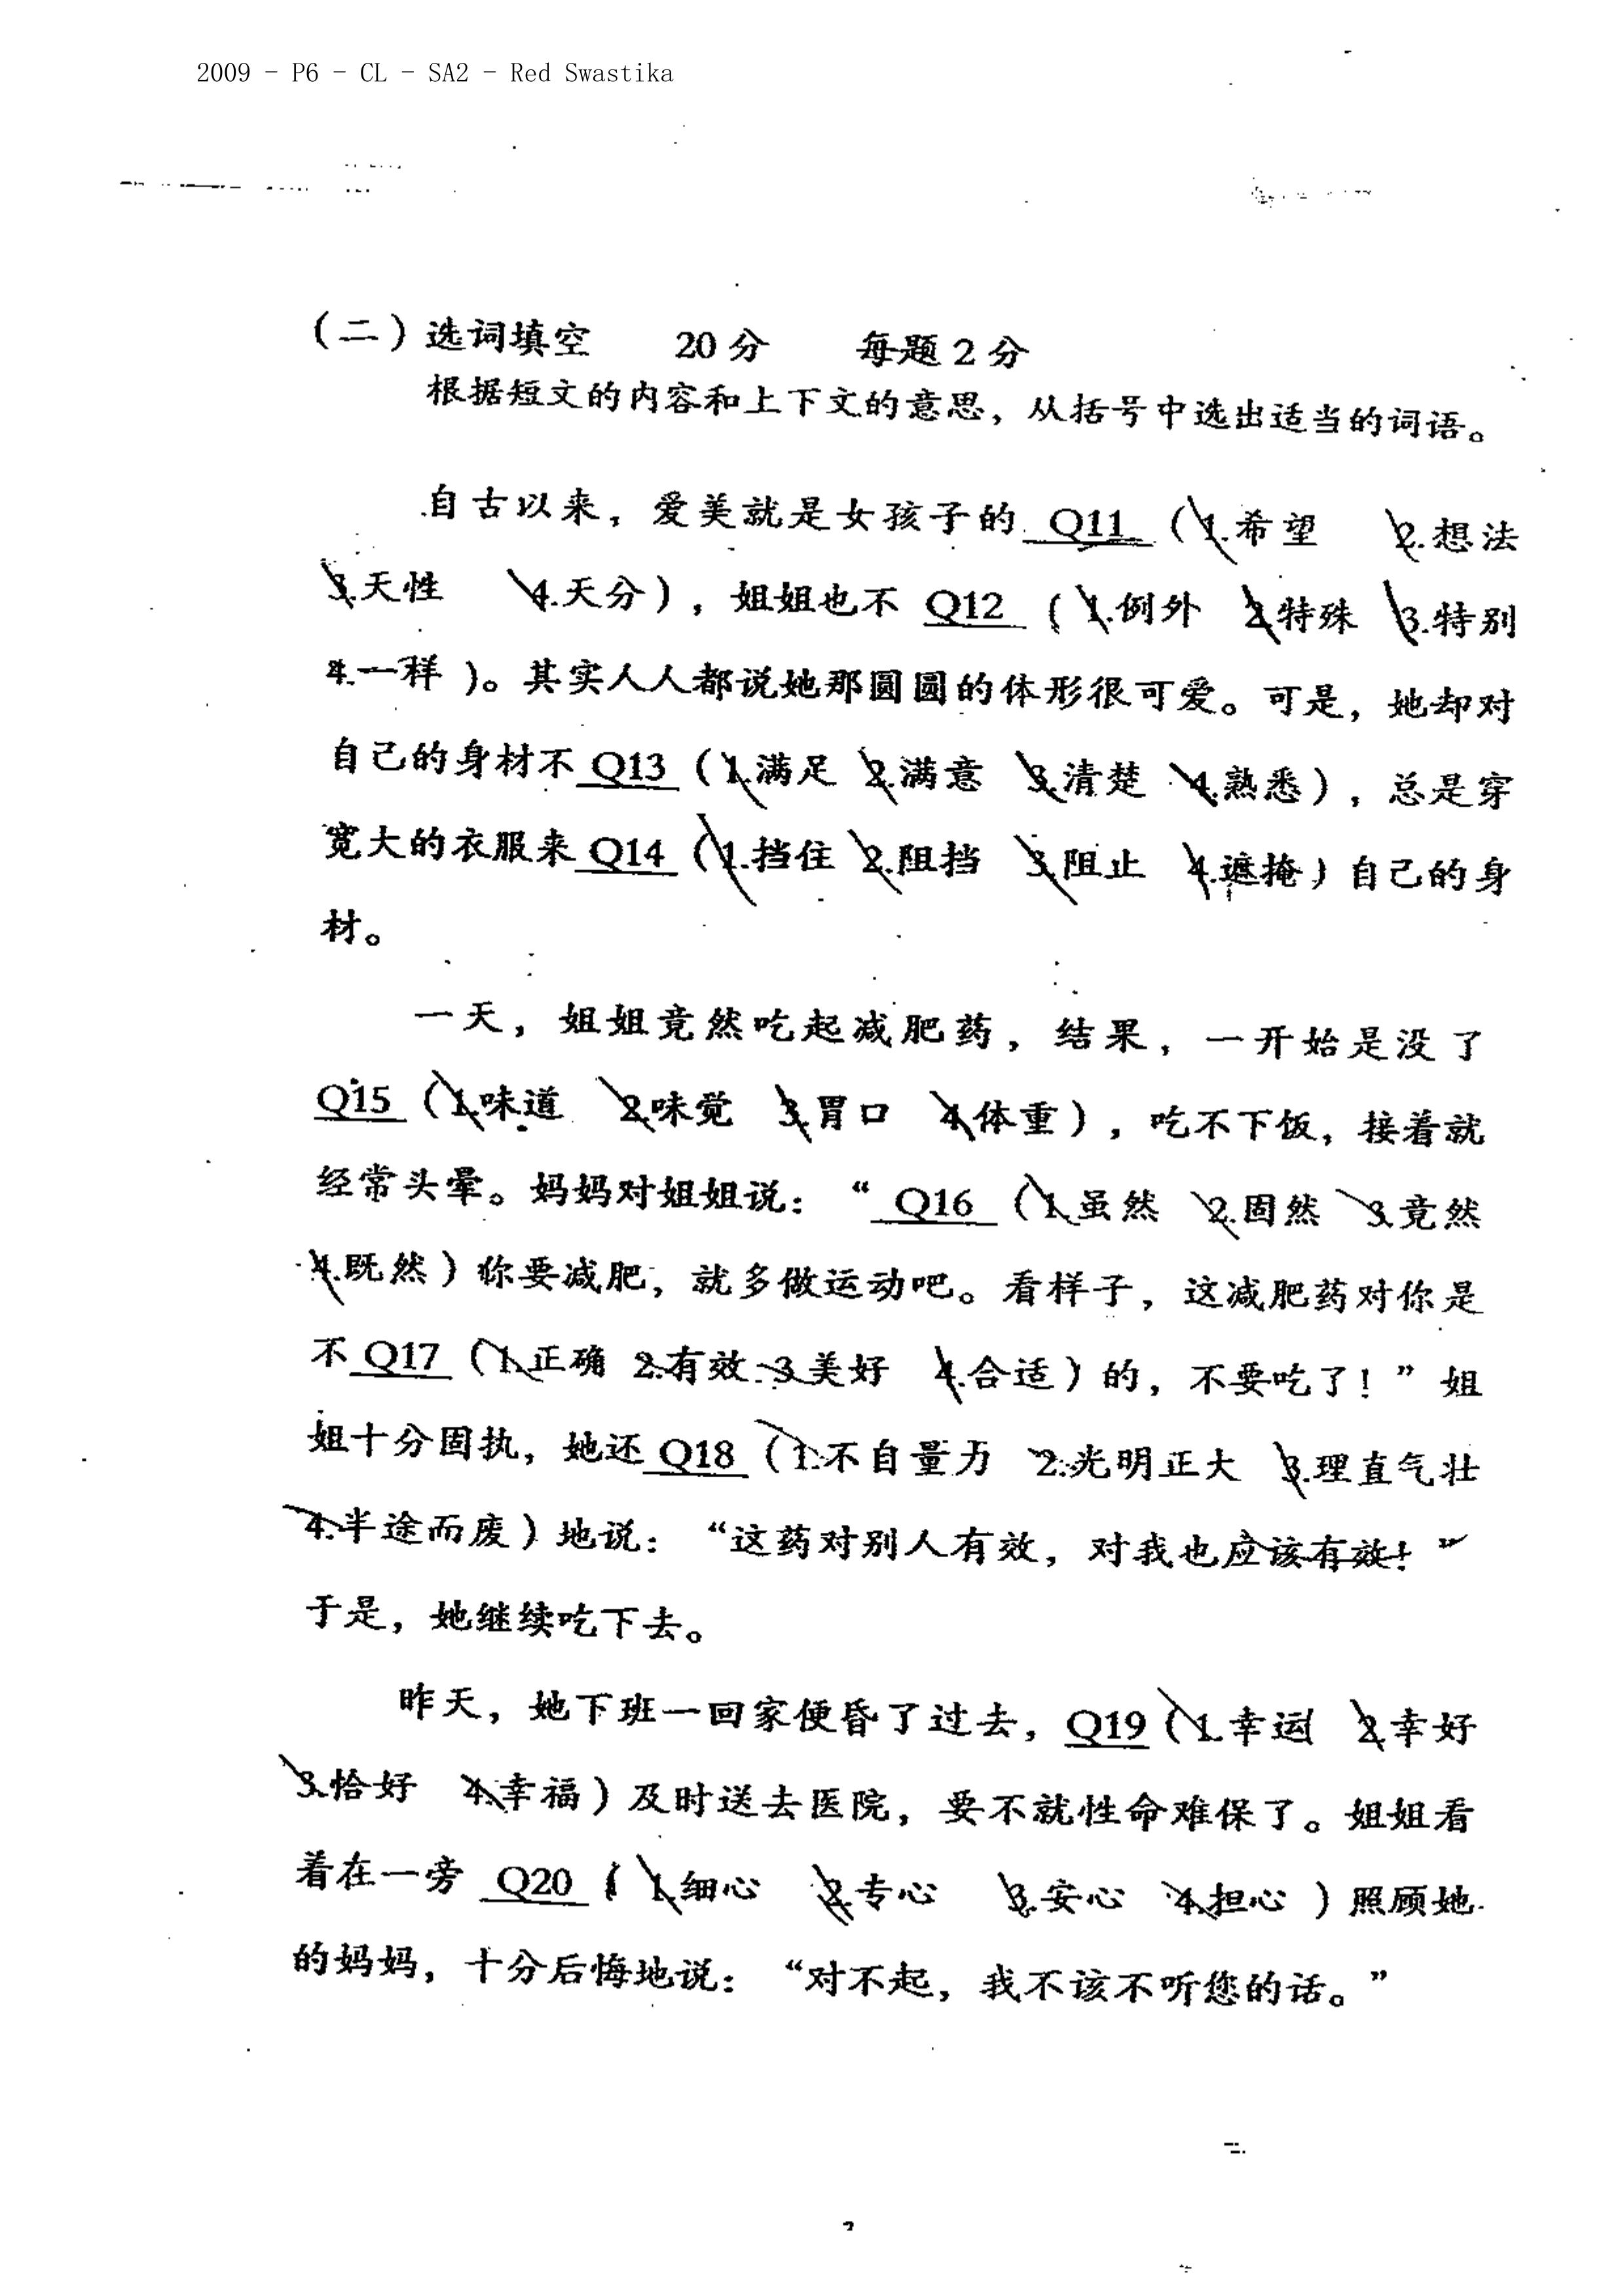 2009 - P6 - CL - SA2 - Red Swastika
（二）选词填空 20分 每题2分
根据短文的内容和上下文的意思，从括号中选出适当的词语。
自古以来，爱美就是女孩子的 Q11 （1.希望 2.想法
3.天性 4.天分），姐姐也不 Q12 （1.例外 2.特殊 3.特别
4.一样）。其实人人都说她那圆圆的体形很可爱。可是，她却对
自己的身材不 Q13 （1.满足 2.满意 3.清楚 4.熟悉），总是穿
宽大的衣服来 Q14 （1.挡住 2.阻挡 3.阻止 4.遮掩）自己的身
材。
一天，姐姐竟然吃起减肥药，结果，一开始是没了
Q15 （1.味道 2.味觉 3.胃口 4.体重），吃不下饭，接着就
经常头晕。妈妈对姐姐说：“ Q16 （1.虽然 2.固然 3.竟然
4.既然）你要减肥，就多做运动吧。看样子，这减肥药对你是
不 Q17 （1.正确 2.有效 3.美好 4.合适）的，不要吃了！”姐
姐十分固执，她还 Q18 （1.不自量力 2.光明正大 3.理直气壮
4.半途而废）地说：“这药对别人有效，对我也应该有效！”
于是，她继续吃下去。
昨天，她下班一回家便昏了过去， Q19 （1.幸运 2.幸好
3.恰好 4.幸福）及时送去医院，要不就性命难保了。姐姐看
着在一旁 Q20 （1.细心 2.专心 3.安心 4.担心）照顾她
的妈妈，十分后悔地说：“对不起，我不该不听您的话。”